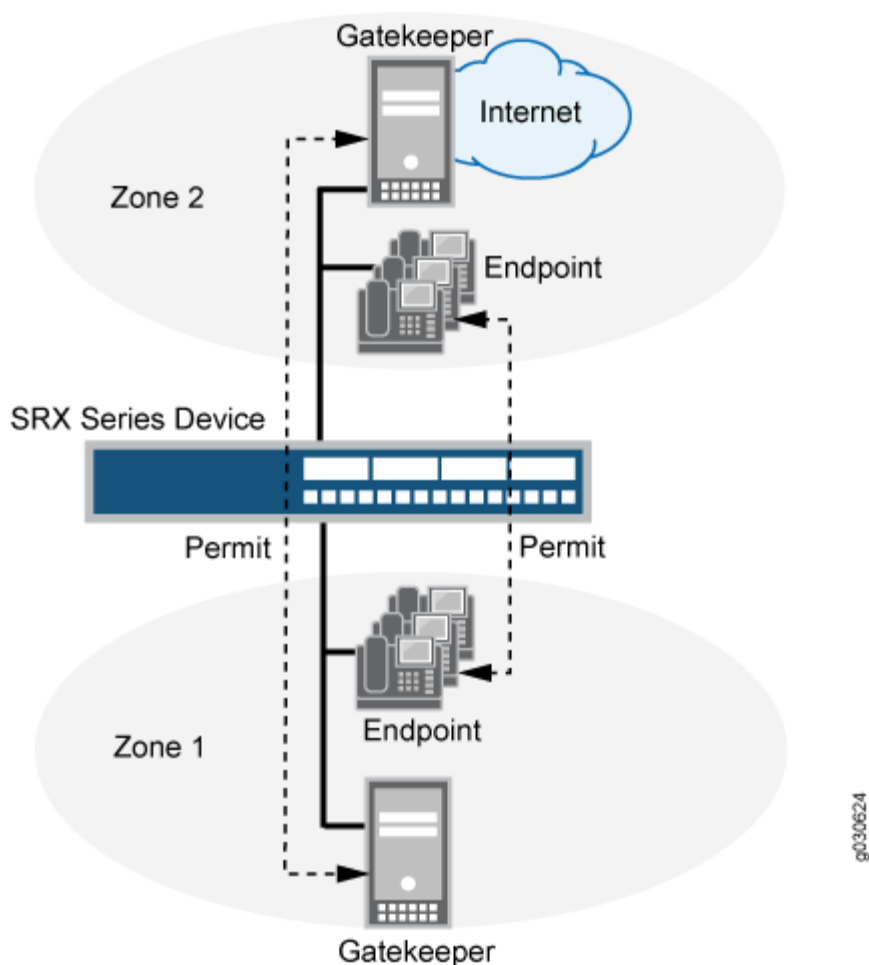 Gatekeeper
Internet
Zone 2
Endpoint
SRX Series Device
Permit
Permit
Endpoint
Zone 1
Gatekeeper
g030624